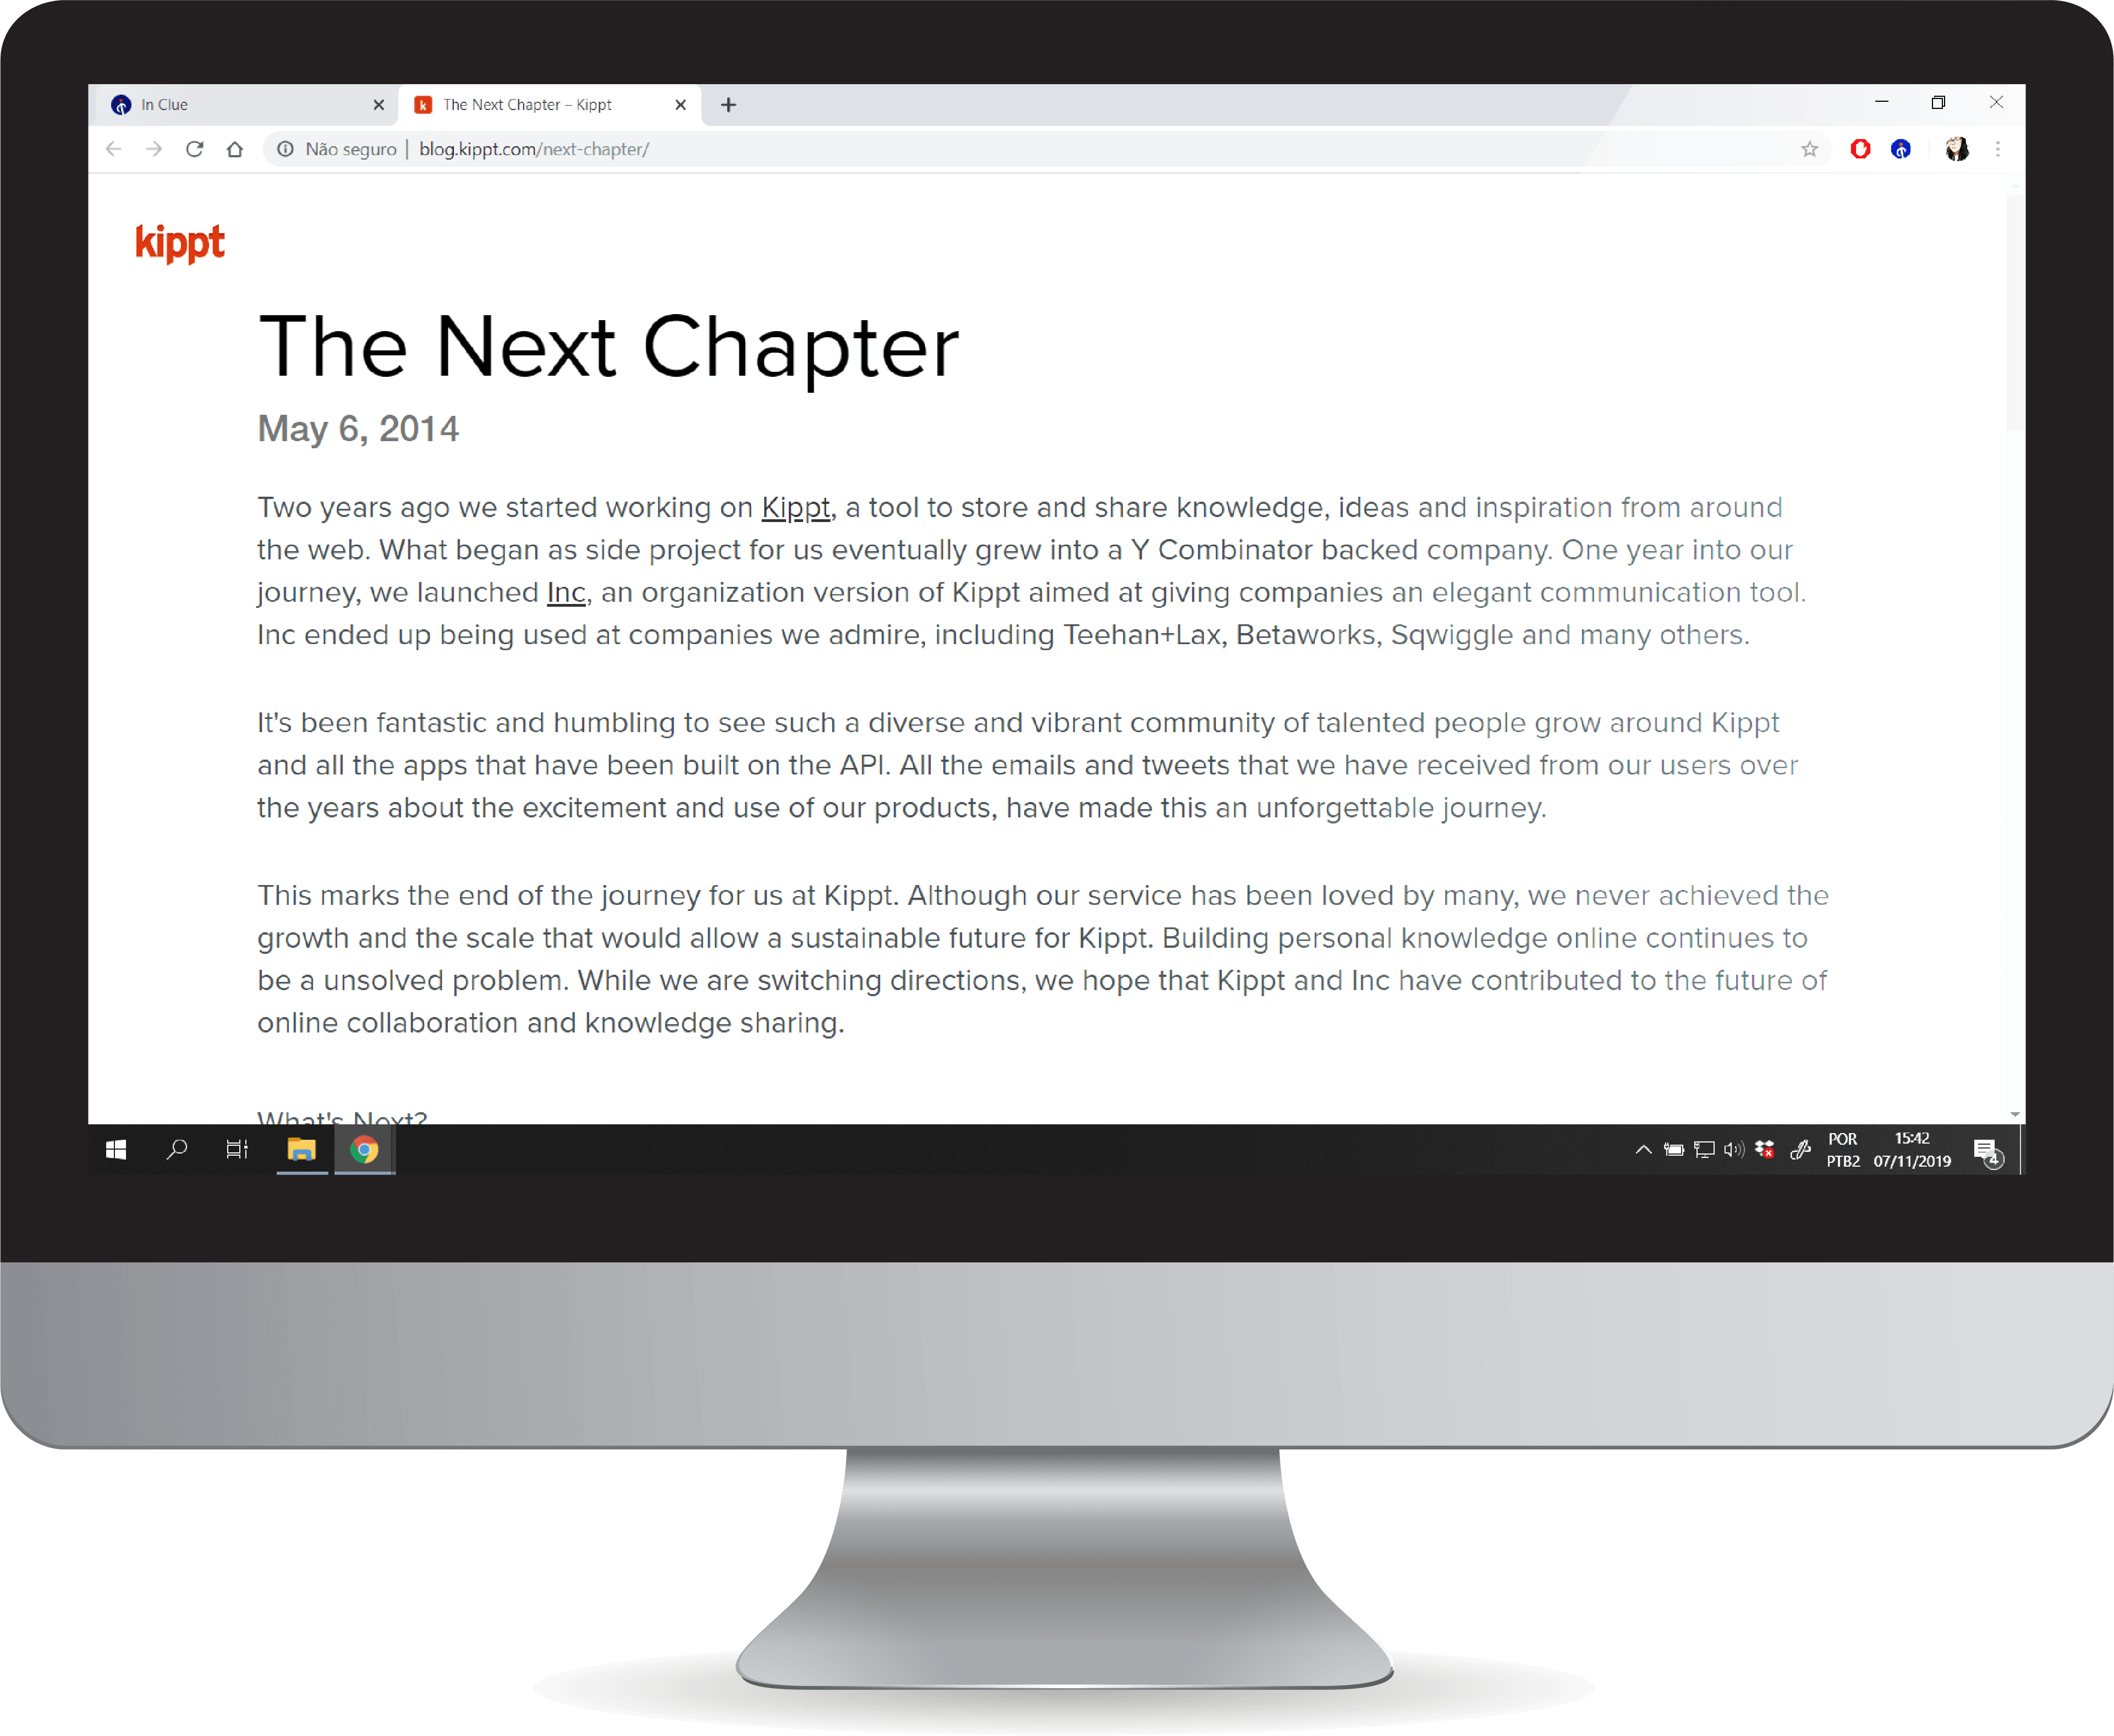 In Clue
The Next Chapter – Kippt
Não seguro | blog.kippt.com/next-chapter/
kippt
The Next Chapter
May 6, 2014
Two years ago we started working on Kippt, a tool to store and share knowledge, ideas and inspiration from around
the web. What began as side project for us eventually grew into a Y Combinator backed company. One year into our
journey, we launched Inc, an organization version of Kippt aimed at giving companies an elegant communication tool.
Inc ended up being used at companies we admire, including Teehan+Lax, Betaworks, Sqwiggle and many others.
It's been fantastic and humbling to see such a diverse and vibrant community of talented people grow around Kippt
and all the apps that have been built on the API. All the emails and tweets that we have received from our users over
the years about the excitement and use of our products, have made this an unforgettable journey.
This marks the end of the journey for us at Kippt. Although our service has been loved by many, we never achieved the
growth and the scale that would allow a sustainable future for Kippt. Building personal knowledge online continues to
be a unsolved problem. While we are switching directions, we hope that Kippt and Inc have contributed to the future of
online collaboration and knowledge sharing.
What's Next?
POR
PTB2
15:42
07/11/2019
4